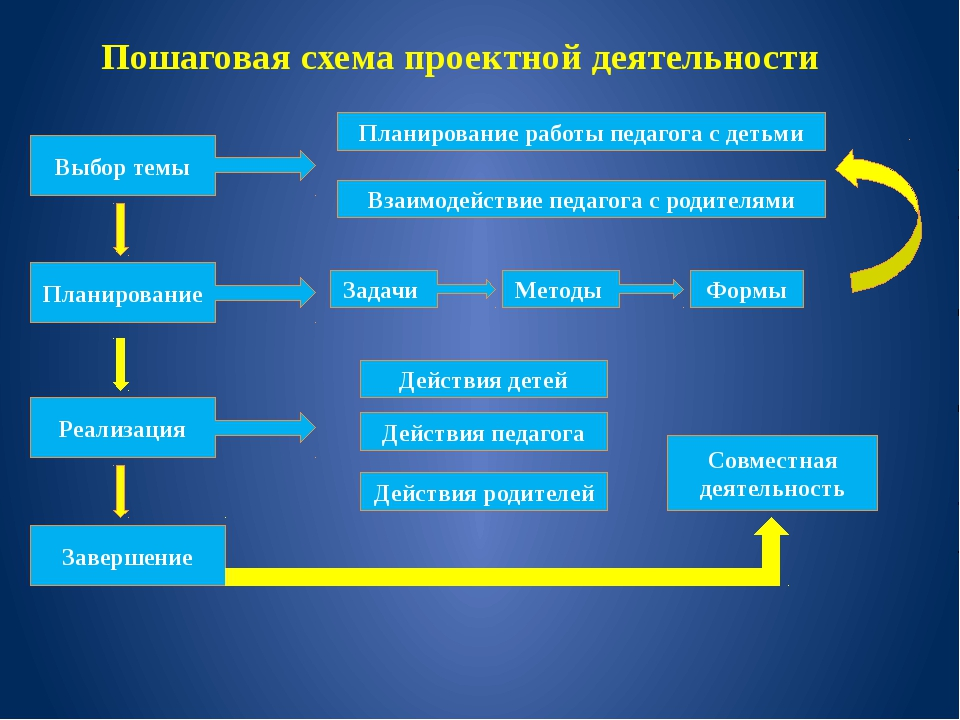 Пошаговая схема проектной деятельности
Планирование работы педагога с детьми
Выбор темы
Взаимодействие педагога с родителями
Планирование
Задачи
Методы
Формы
Действия детей
Реализация
Действия педагога
Действия родителей
Совместная
деятельность
Завершение